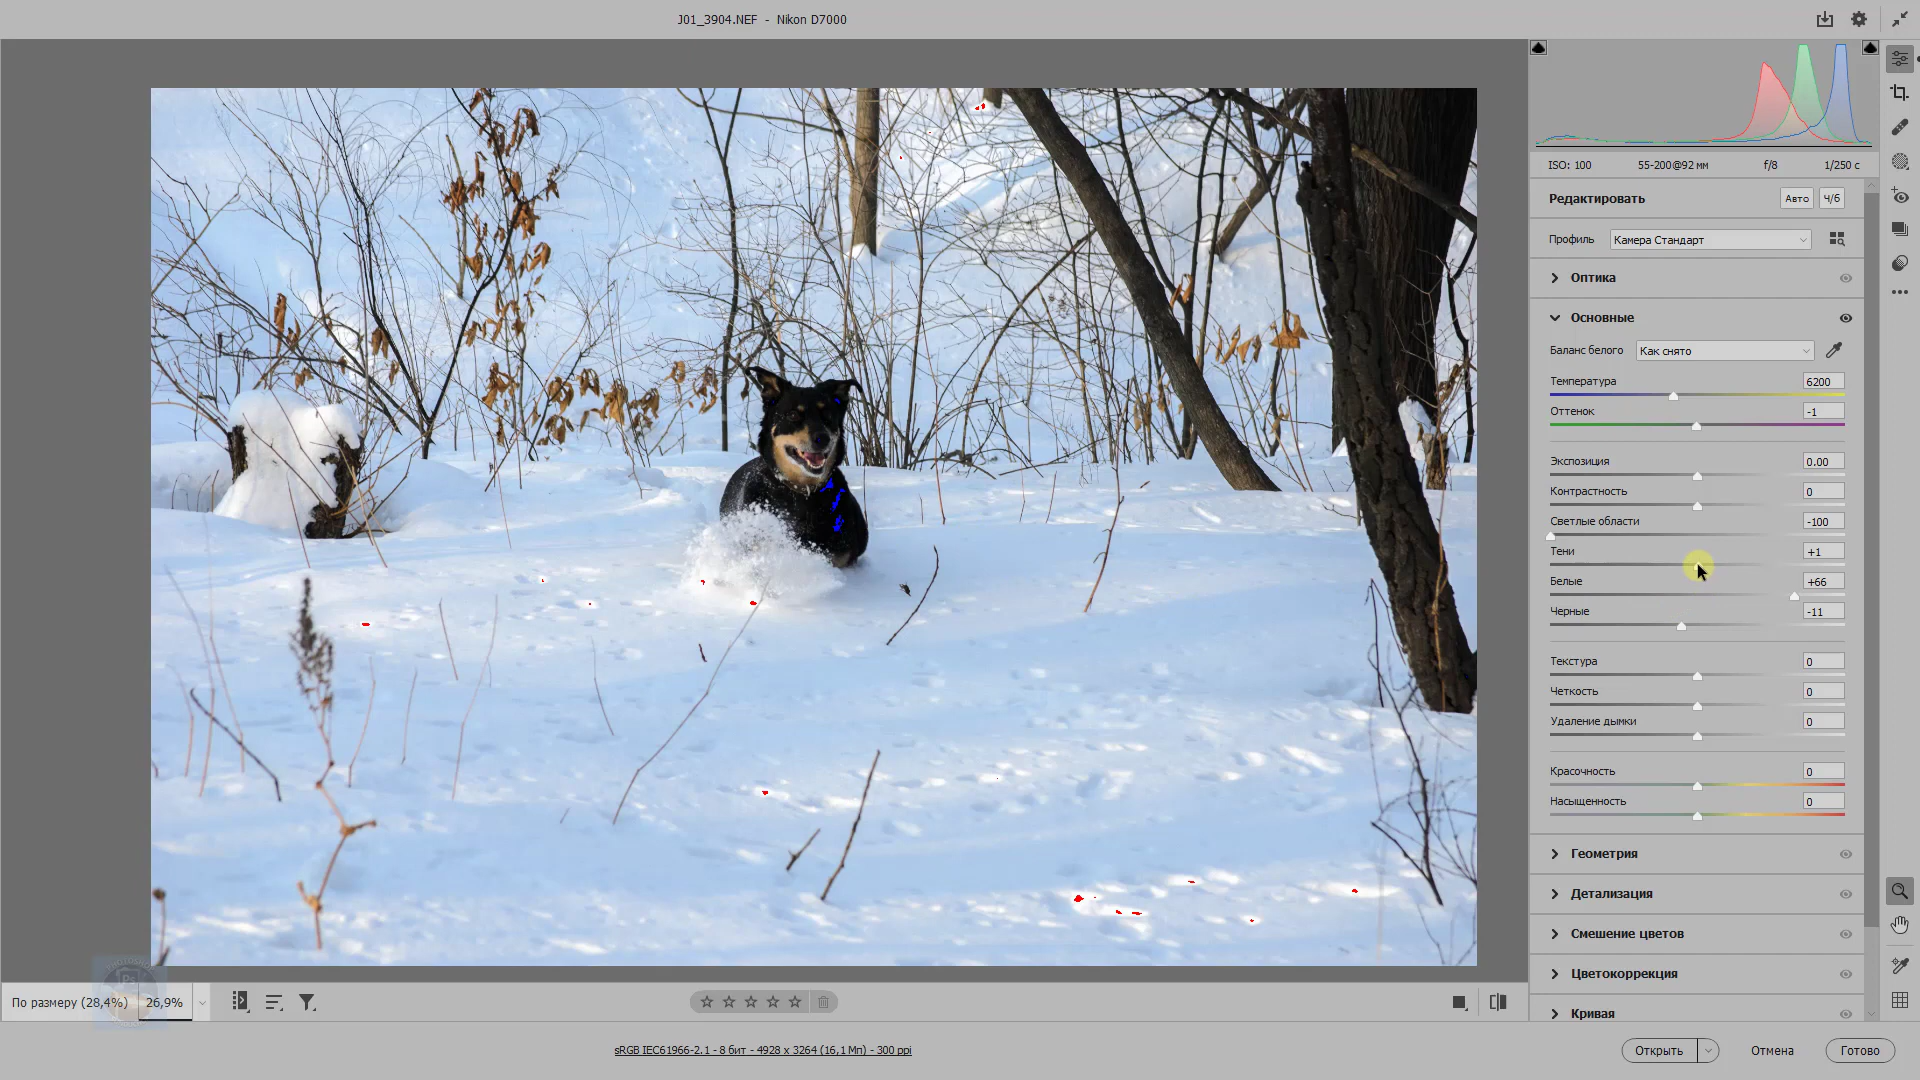 J01_3904.NEF - Nikon D7000
ISO: 100 55-200@92 мм f/8 1/250 с
Редактировать Авто Ч/б
Профиль Камера Стандарт
Оптика
Основные
Баланс белого Как снято
Температура 6200
Оттенок -1
Экспозиция 0.00
Контрастность 0
Светлые области -100
Тени +1
Белые +66
Черные -11
Текстура 0
Четкость 0
Удаление дымки 0
Красочность 0
Насыщенность 0
Геометрия
Детализация
Смешение цветов
Цветокоррекция
Кривая
Ps
По размеру (28,4%) 26,9%
sRGB IEC61966-2.1 - 8 бит - 4928 x 3264 (16,1 Мп) - 300 ppi
Открыть Отмена Готово